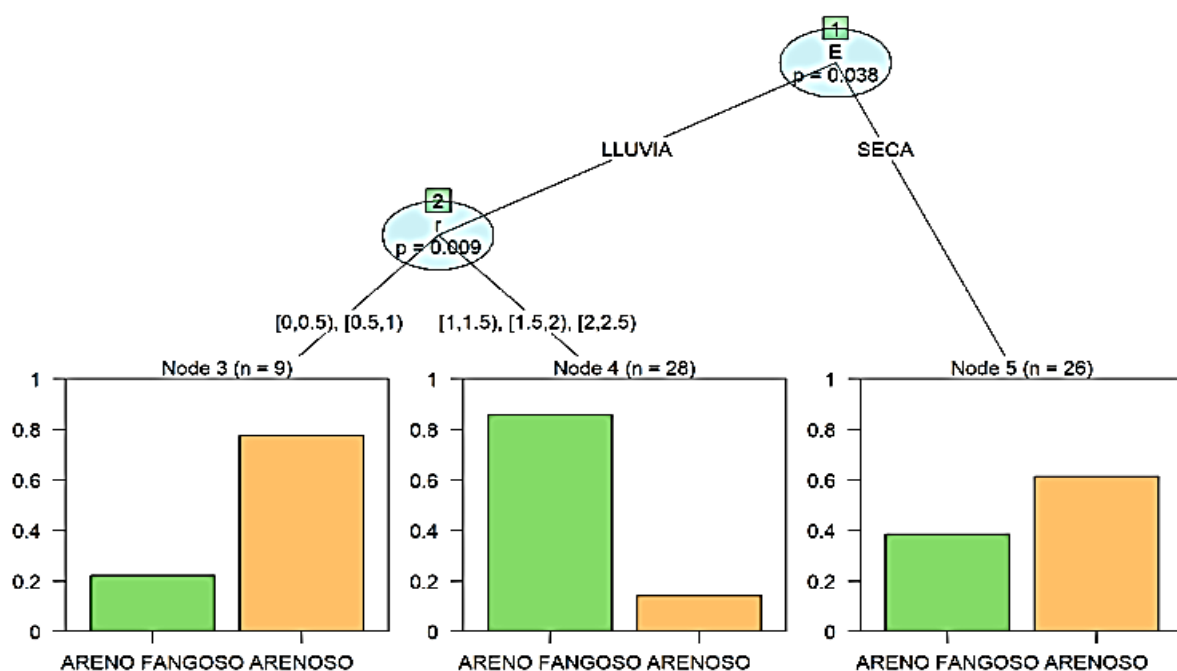 1
E
p = 0.038
LLUVIA SECA
2
r
p = 0.009
[0,0.5), [0.5,1) [1,1.5), [1.5,2), [2,2.5)
Node 3 (n = 9) Node 4 (n = 28) Node 5 (n = 26)
1 1 1
0.8 0.8 0.8
0.6 0.6 0.6
0.4 0.4 0.4
0.2 0.2 0.2
0 0 0
ARENO FANGOSO ARENOSO ARENO FANGOSO ARENOSO ARENO FANGOSO ARENOSO